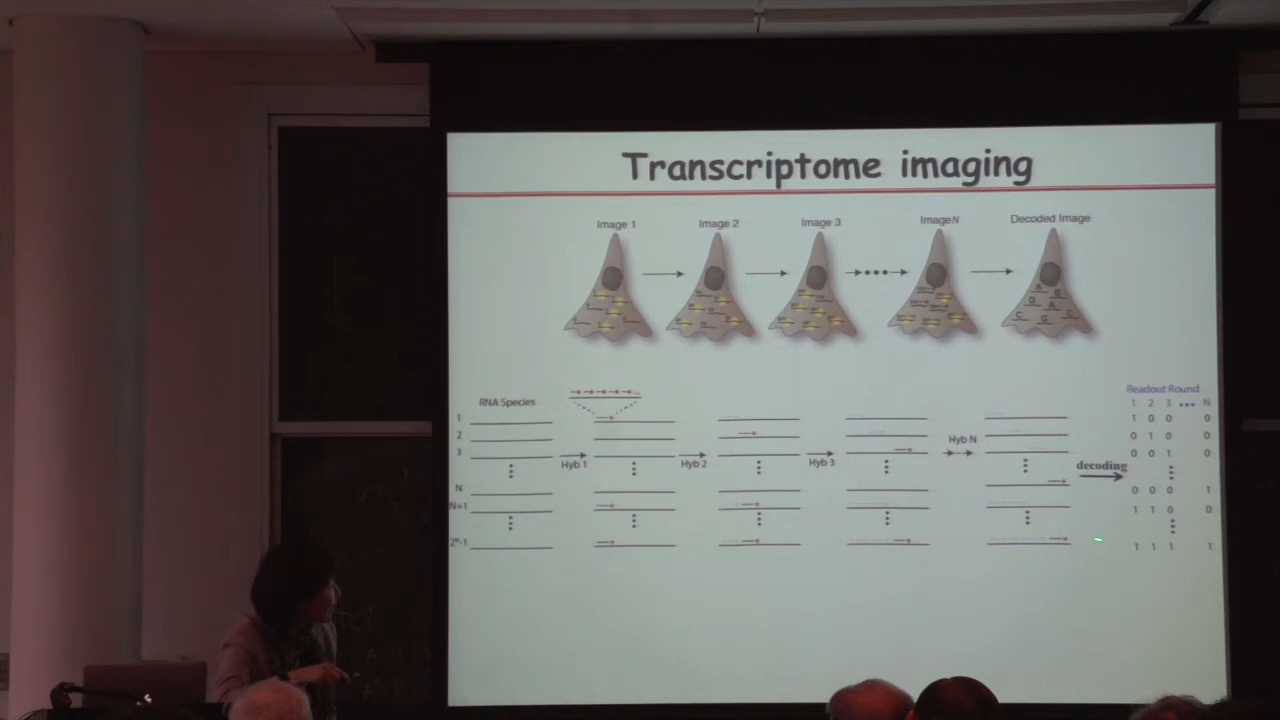 Transcriptome imaging
Image 1 Image 2 Image 3 Image N Decoded Image
A B
D A
C G C
Readout Round
RNA Species
1 2 3 ••• N
1 1 0 0 0
2 0 1 0 0
3 0 0 1 0
Hyb 1 Hyb 2 Hyb 3 Hyb N decoding
N 0 0 0 1
N+1 1 1 0 0
2ᴺ-1 1 1 1 1